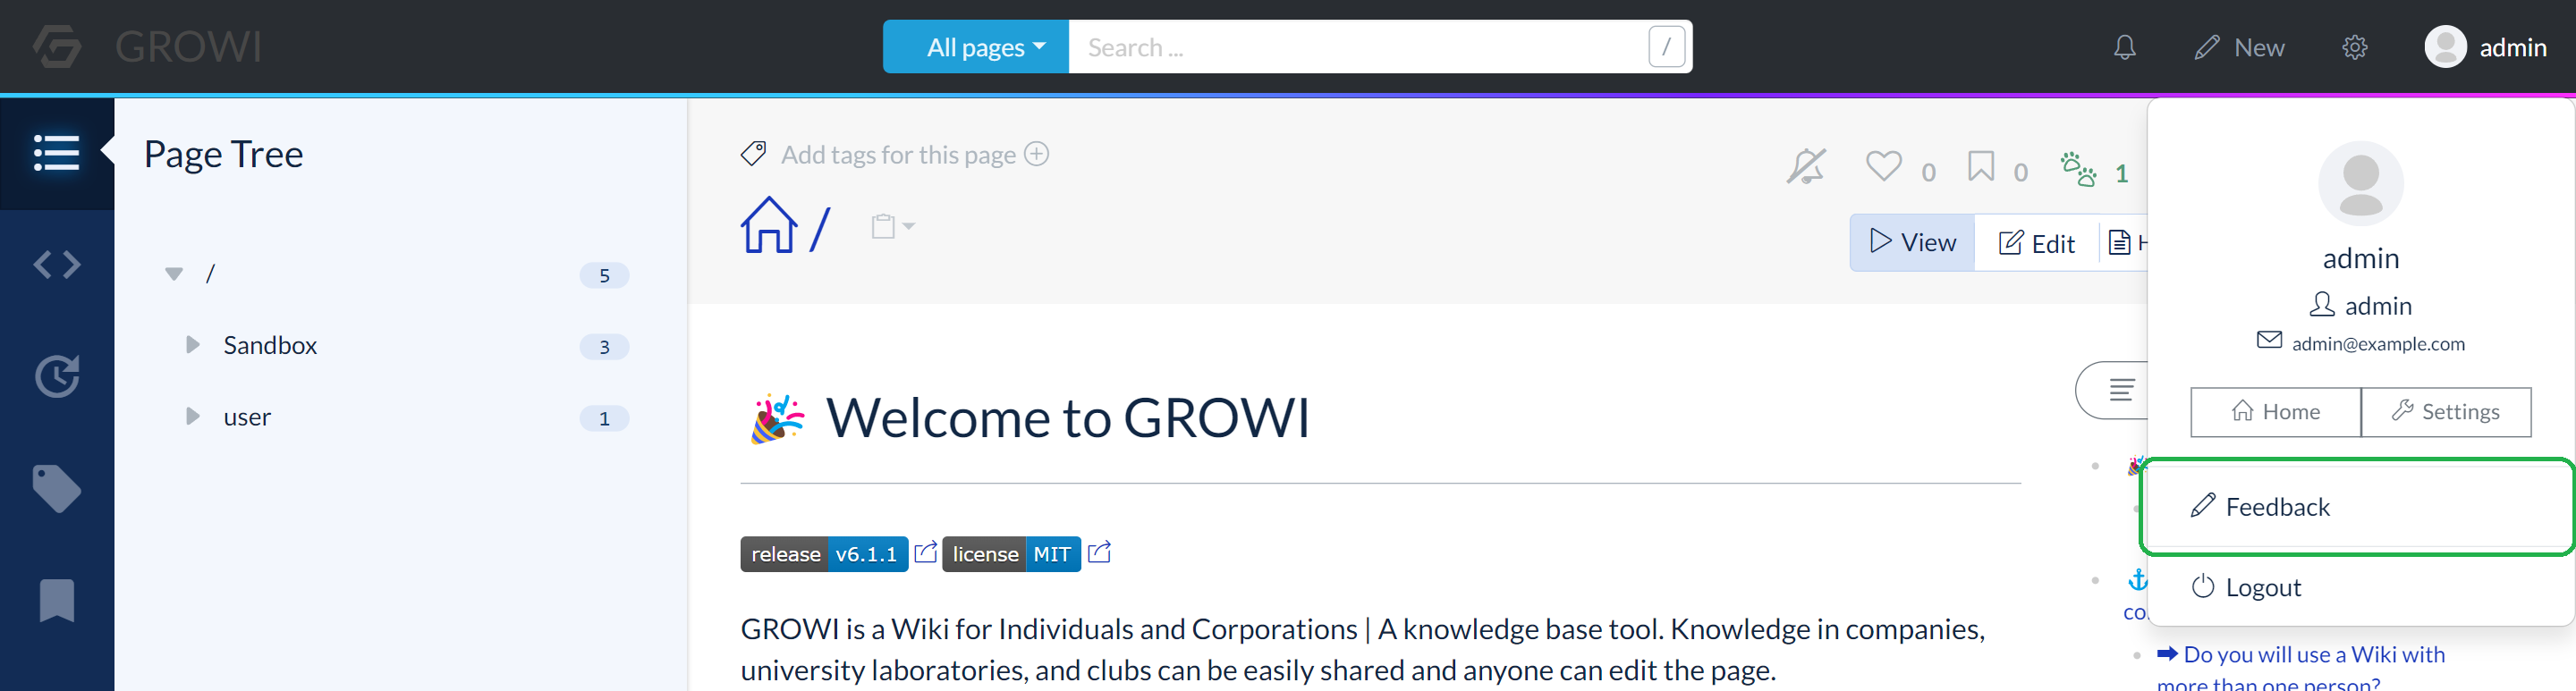 GROWI
All pages
Search ...
/
New
admin
Page Tree
/
5
Sandbox
3
user
1
Add tags for this page
/
0
0
1
View
Edit
H
Welcome to GROWI
release v6.1.1
license MIT
GROWI is a Wiki for Individuals and Corporations | A knowledge base tool. Knowledge in companies,
university laboratories, and clubs can be easily shared and anyone can edit the page.
admin
admin
admin@example.com
Home
Settings
Feedback
Logout
co
Do you will use a Wiki with
more than one person?